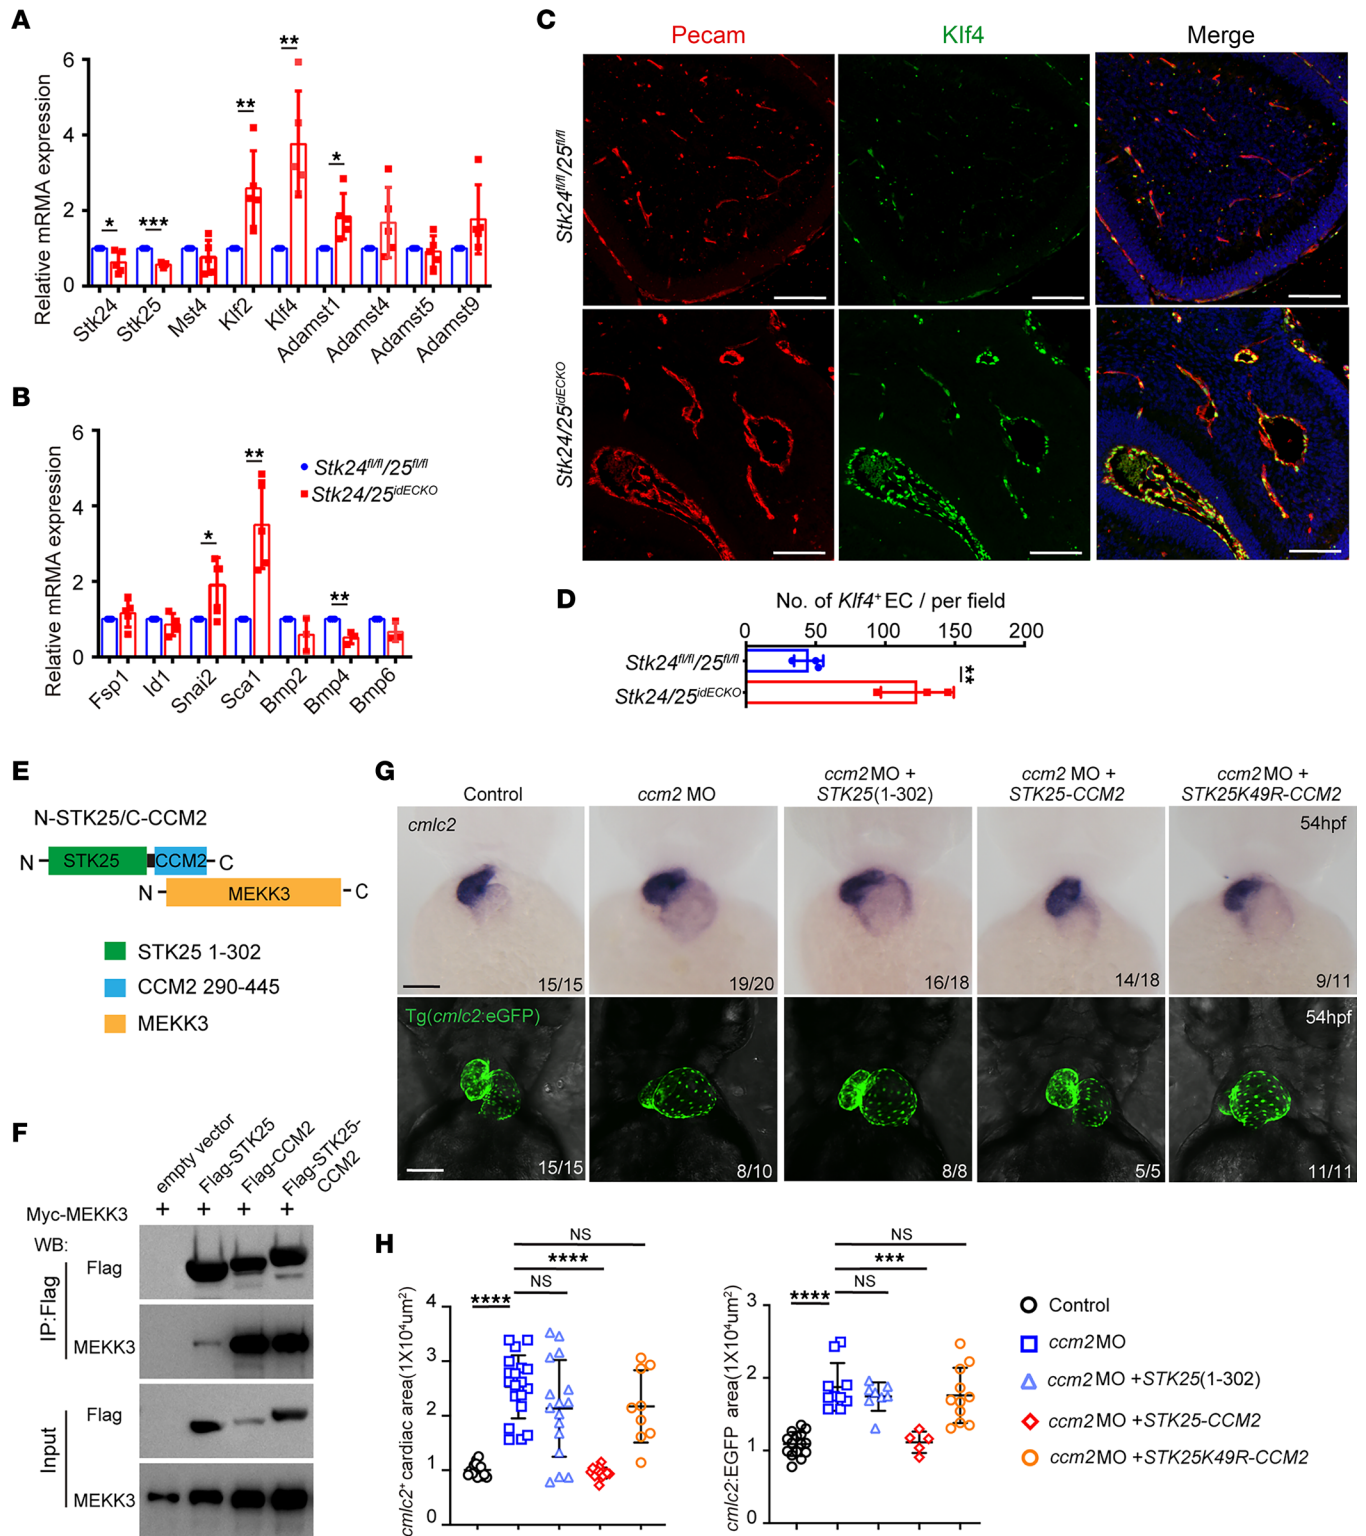 A
Relative mRMA expression
6
4
2
0
*
***
**
**
*
Stk24
Stk25
Mst4
Klf2
Klf4
Adamst1
Adamst4
Adamst5
Adamst9
B
Relative mRMA expression
6
4
2
0
*
**
**
Stk24fl/fl/25fl/fl
Stk24/25idECKO
Fsp1
Id1
Snai2
Sca1
Bmp2
Bmp4
Bmp6
C
Pecam
Klf4
Merge
Stk24fl/fl/25fl/fl
Stk24/25idECKO
D
No. of Klf4+ EC / per field
0
50
100
150
200
Stk24fl/fl/25fl/fl
Stk24/25idECKO
**
E
N-STK25/C-CCM2
N
STK25
CCM2
C
N
MEKK3
C
STK25 1-302
CCM2 290-445
MEKK3
F
empty vector
Flag-STK25
Flag-CCM2
Flag-STK25-
CCM2
Myc-MEKK3
+
+
+
+
WB:
IP:Flag
Flag
MEKK3
Input
Flag
MEKK3
G
Control
ccm2 MO
ccm2 MO +
STK25(1-302)
ccm2 MO +
STK25-CCM2
ccm2 MO +
STK25K49R-CCM2
cmlc2
54hpf
15/15
19/20
16/18
14/18
9/11
Tg(cmlc2:eGFP)
54hpf
15/15
8/10
8/8
5/5
11/11
H
cmlc2+ cardiac area(1X10⁴um²)
4
3
2
1
0
****
NS
****
NS
cmlc2:EGFP area(1X10⁴um²)
3
2
1
0
****
NS
***
NS
Control
ccm2MO
ccm2MO +STK25(1-302)
ccm2MO +STK25-CCM2
ccm2MO +STK25K49R-CCM2